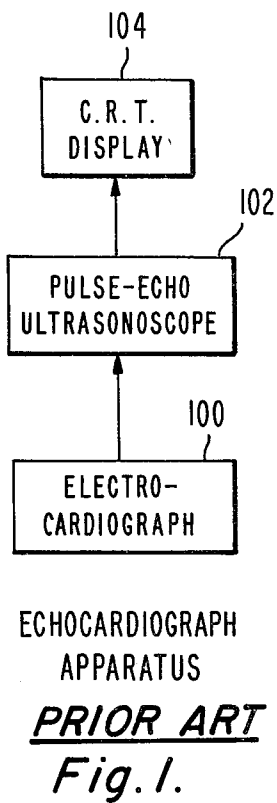 104
C.R.T.
DISPLAY
102
PULSE-ECHO
ULTRASONOSCOPE
100
ELECTRO-
CARDIOGRAPH
ECHOCARDIOGRAPH
APPARATUS
PRIOR ART
Fig. 1.